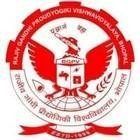 RAJIV GANDHI PROUDYOGIKI VISHWAVIDYALAYA, BHOPAL
RGPV
राजीव गांधी प्रौद्योगिकी विश्वविद्यालय, भोपाल